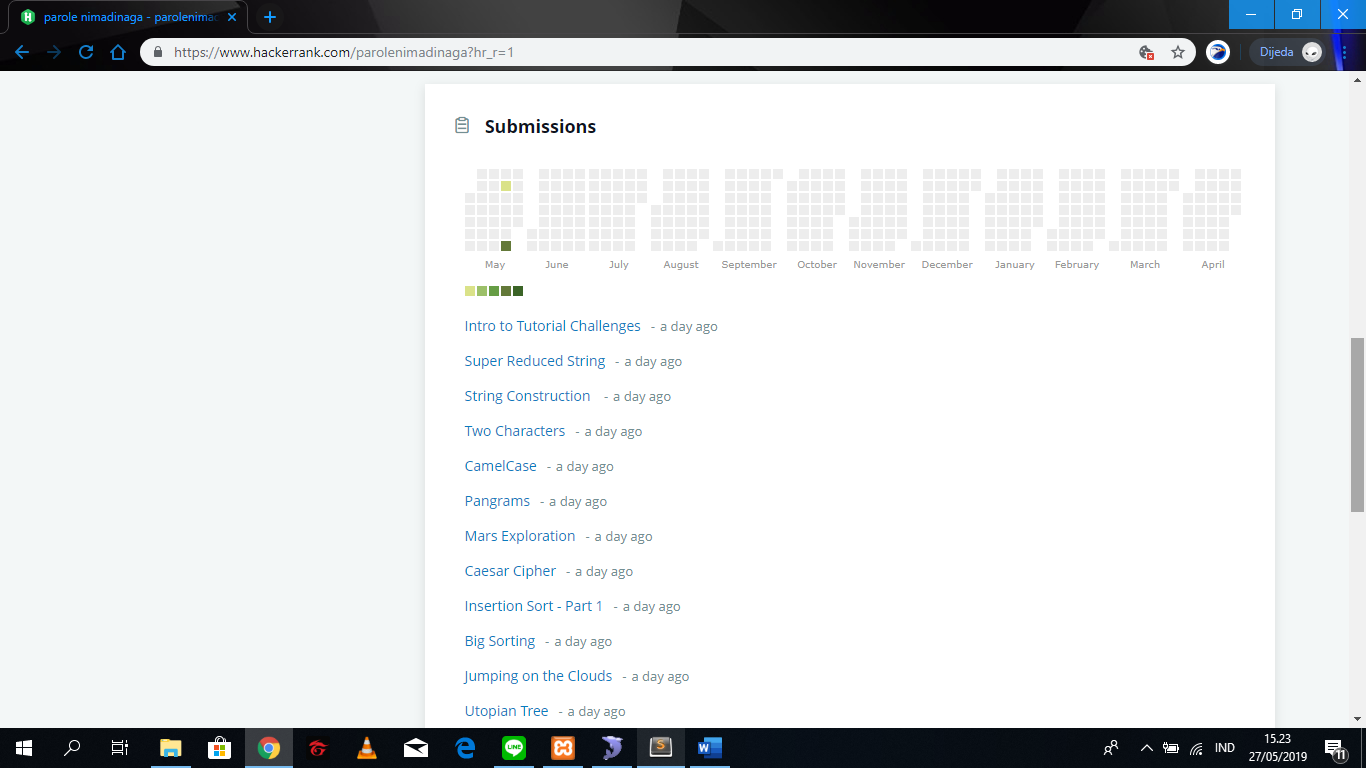 parole nimadinaga - parolenimad
https://www.hackerrank.com/parolenimadinaga?hr_r=1
Dijeda
Submissions
May June July August September October November December January February March April
Intro to Tutorial Challenges - a day ago
Super Reduced String - a day ago
String Construction - a day ago
Two Characters - a day ago
CamelCase - a day ago
Pangrams - a day ago
Mars Exploration - a day ago
Caesar Cipher - a day ago
Insertion Sort - Part 1 - a day ago
Big Sorting - a day ago
Jumping on the Clouds - a day ago
Utopian Tree - a day ago
LINE
IND
15.23
27/05/2019
11